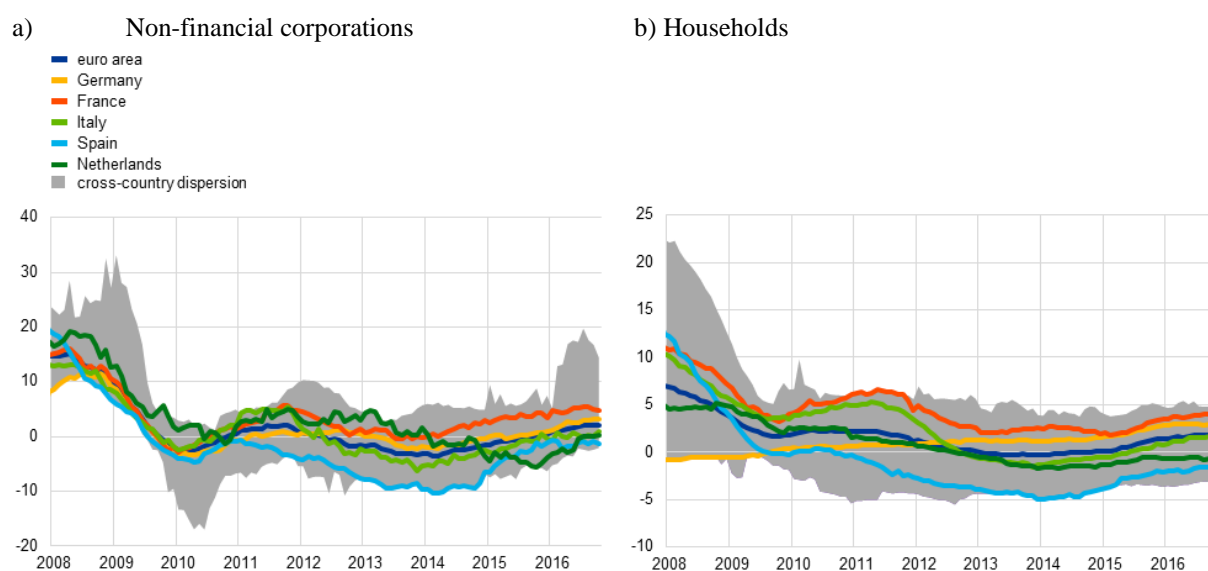 a) Non-financial corporations
euro area
Germany
France
Italy
Spain
Netherlands
cross-country dispersion
40
30
20
10
0
-10
-20
2008 2009 2010 2011 2012 2013 2014 2015 2016
b) Households
25
20
15
10
5
0
-5
-10
2008 2009 2010 2011 2012 2013 2014 2015 2016